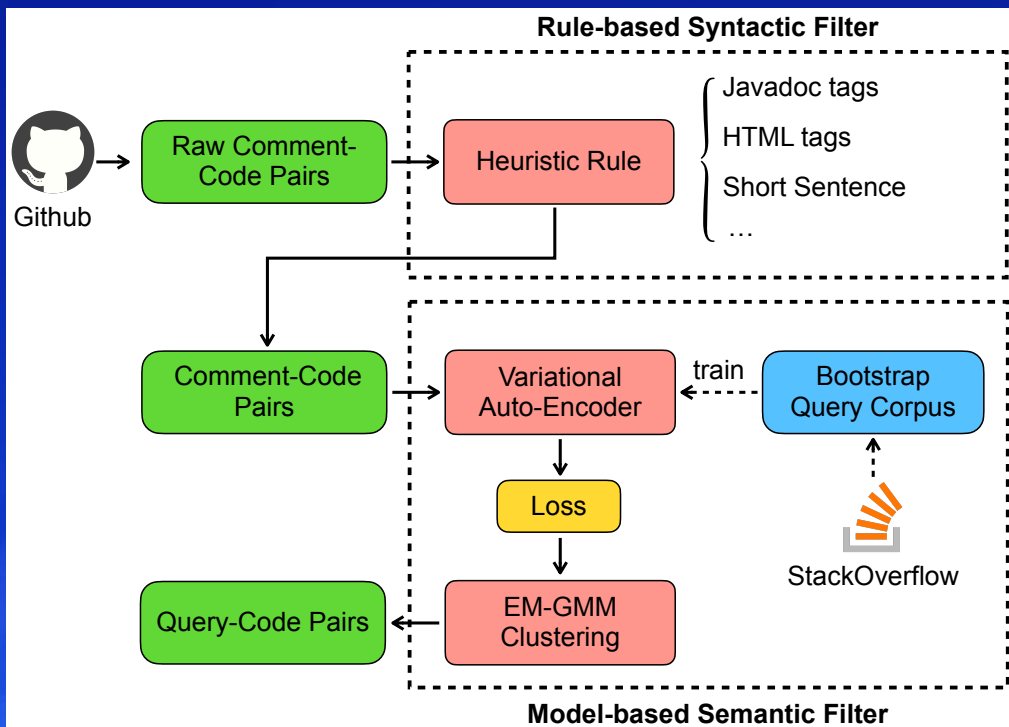 Rule-based Syntactic Filter
Github
Raw Comment-
Code Pairs
Heuristic Rule
Javadoc tags
HTML tags
Short Sentence
…
Comment-Code
Pairs
Variational
Auto-Encoder
train
Bootstrap
Query Corpus
Loss
StackOverflow
Query-Code Pairs
EM-GMM
Clustering
Model-based Semantic Filter